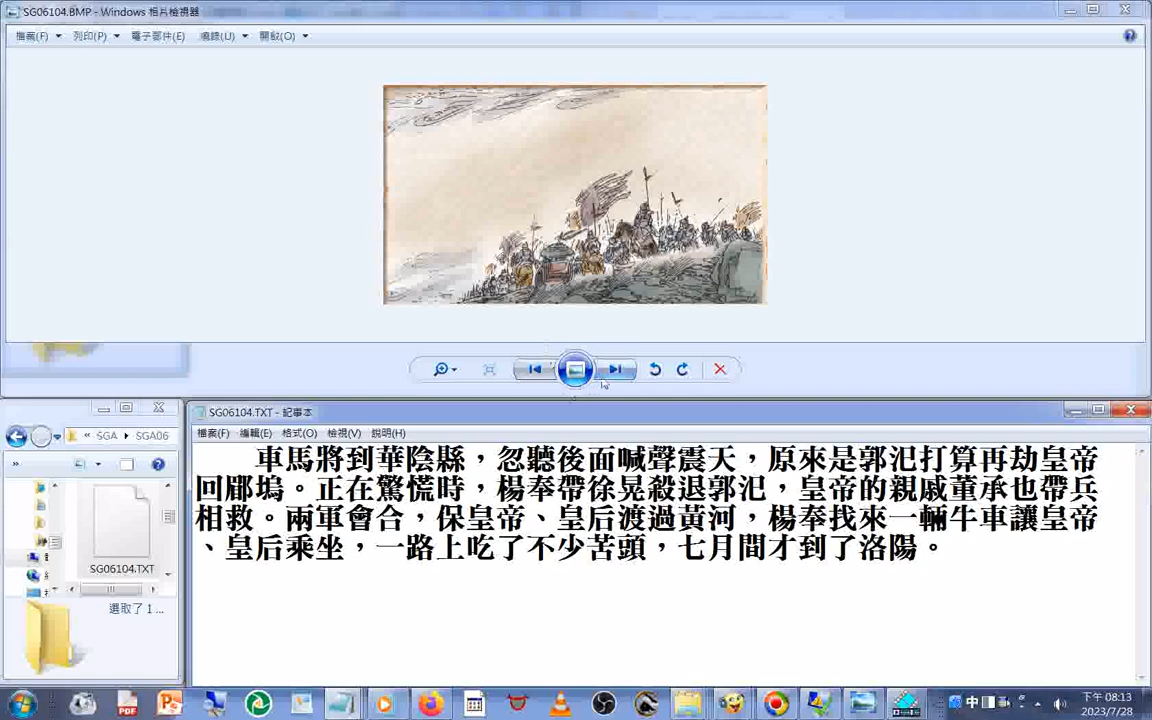 SG06104.BMP - Windows 相片檢視器
檔案(F) 列印(P) 電子郵件(E) 燒錄(U) 開啟(O)
« SGA ▸ SGA06
SG06104.TXT
選取了 1 ...
SG06104.TXT - 記事本
檔案(F) 編輯(E) 格式(O) 檢視(V) 說明(H)
車馬將到華陰縣，忽聽後面喊聲震天，原來是郭汜打算再劫皇帝
回郿塢。正在驚慌時，楊奉帶徐晃殺退郭汜，皇帝的親戚董承也帶兵
相救。兩軍會合，保皇帝、皇后渡過黃河，楊奉找來一輛牛車讓皇帝
、皇后乘坐，一路上吃了不少苦頭，七月間才到了洛陽。
PDF
中
下午 08:13
2023/7/28